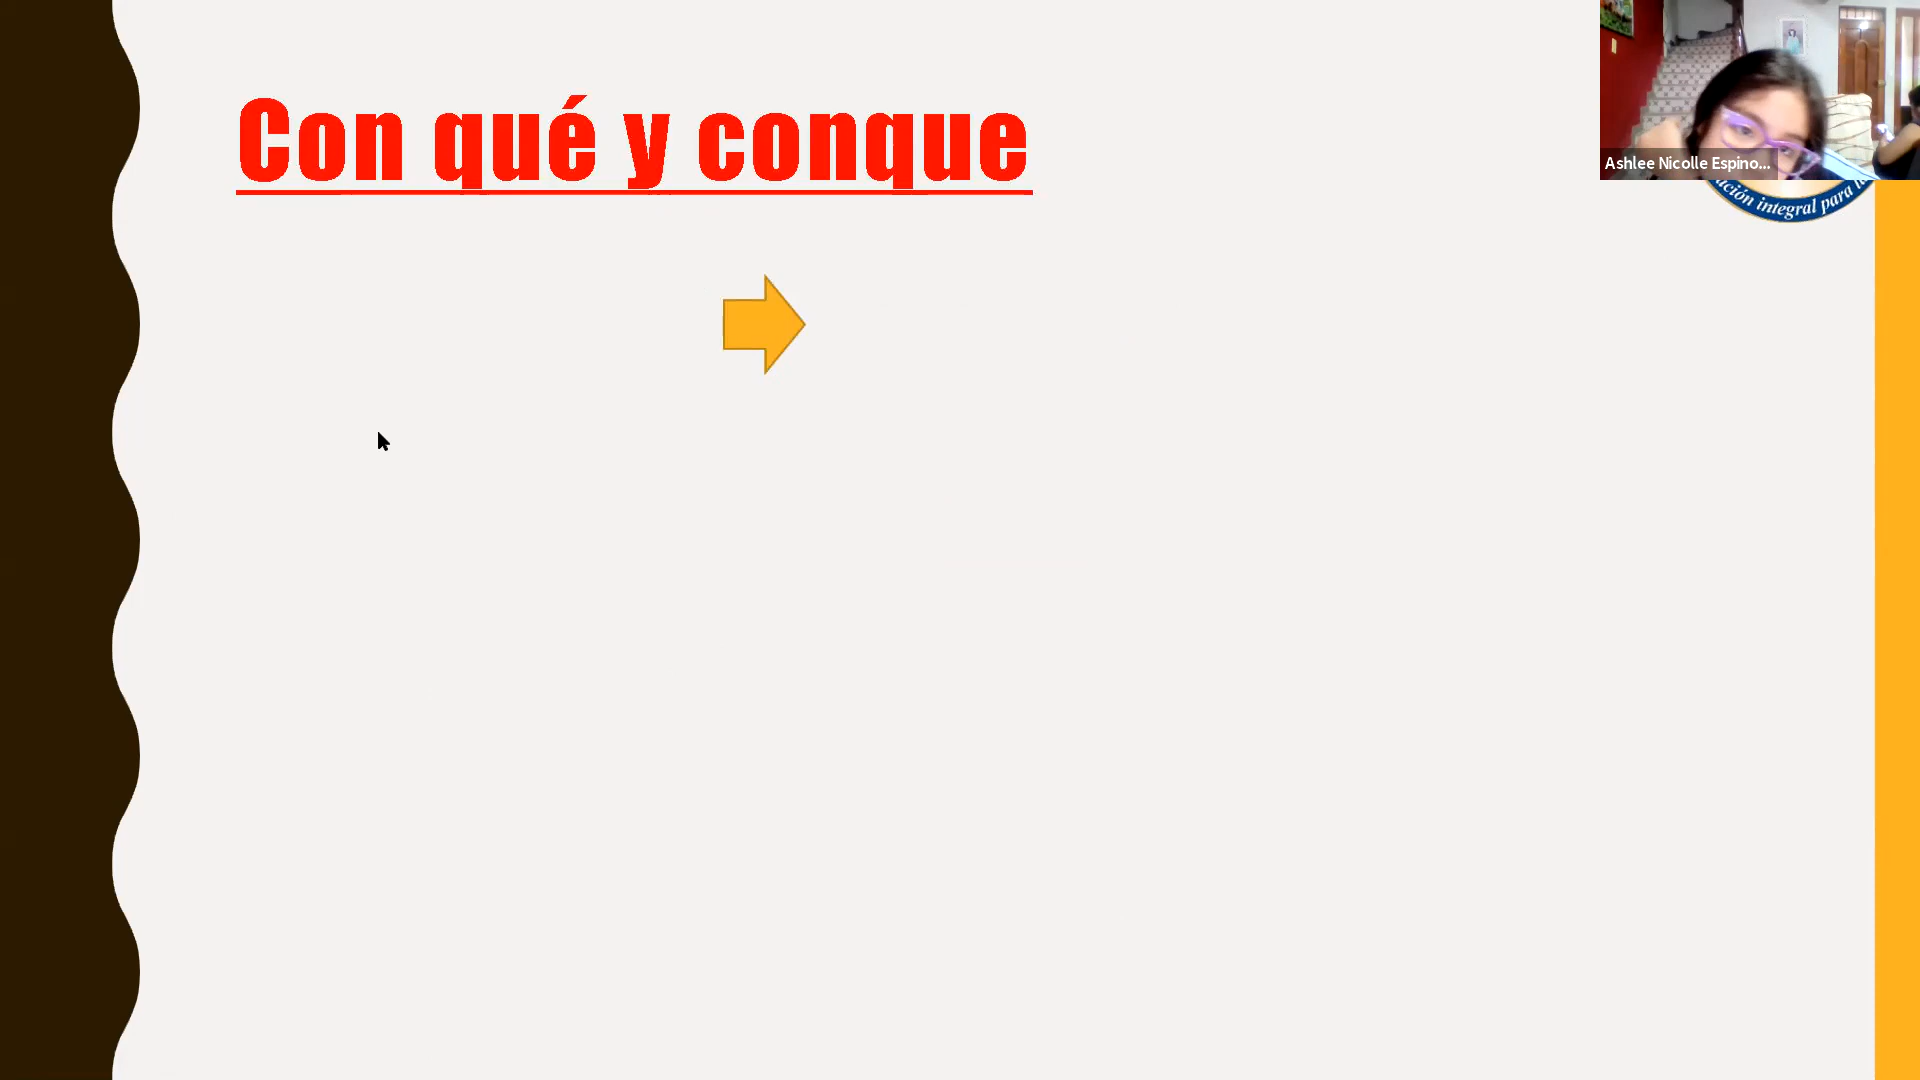 Con qué y conque
Ashlee Nicolle Espino...
ación integral para